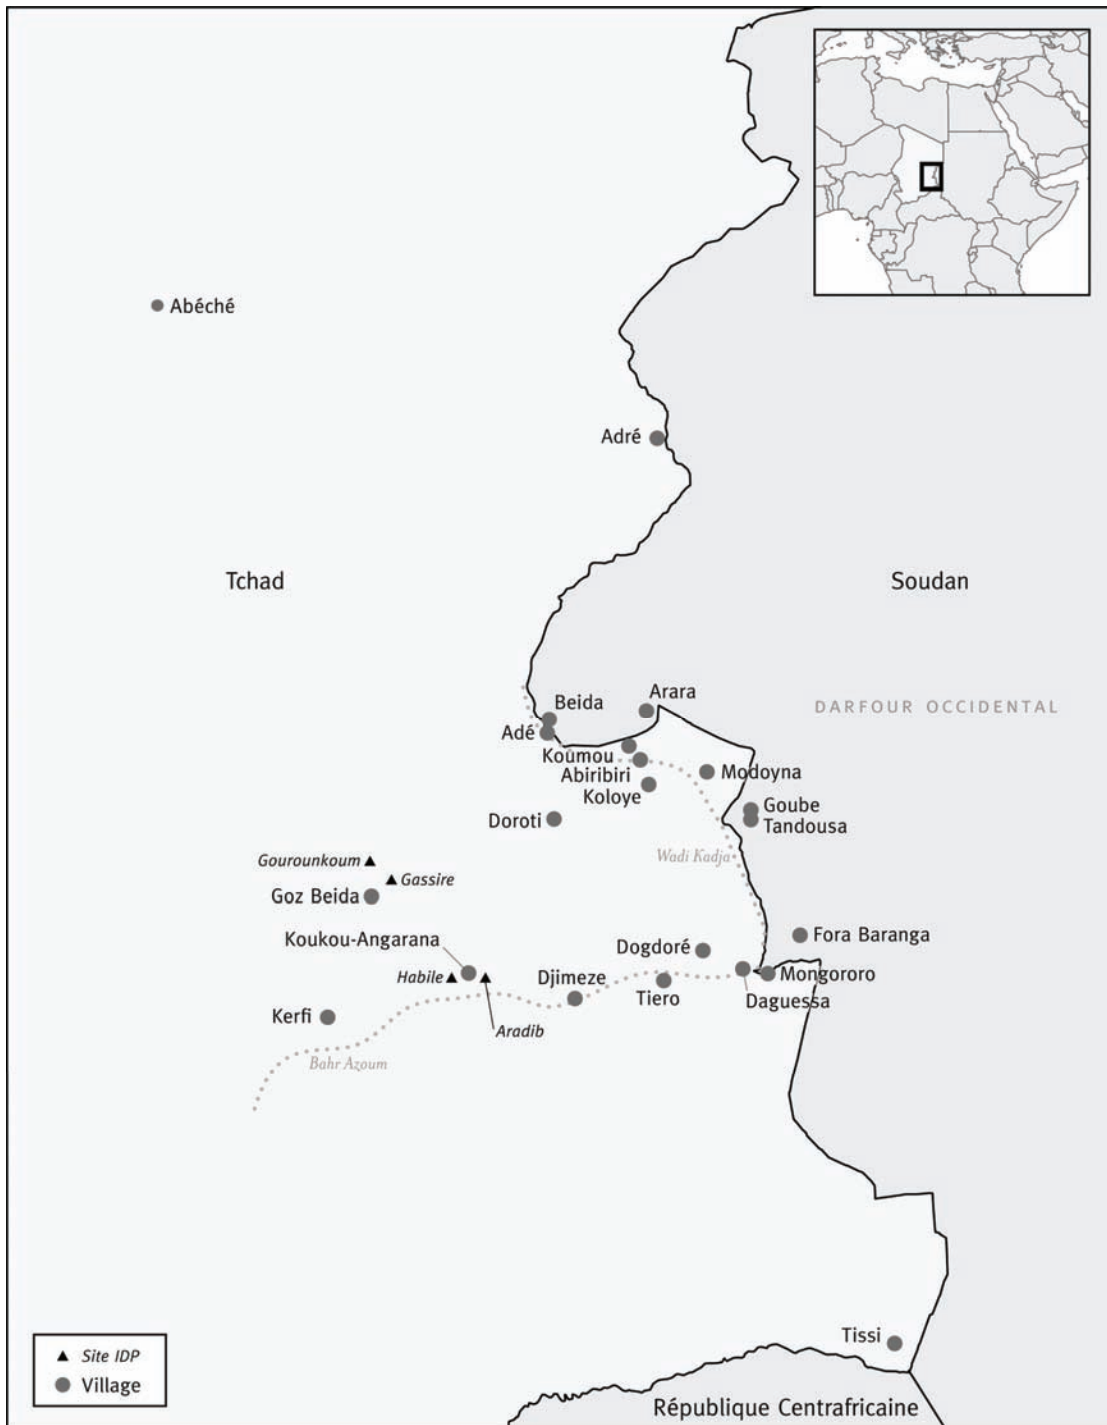 Abéché
Adré
Tchad
Soudan
Arara
Beida
DARFOUR OCCIDENTAL
Adé
Koumou
Abiribiri
Modoyna
Koloye
Goube
Doroti
Tandousa
Wadi Kadja
Gourounkoum
Gassire
Goz Beida
Fora Baranga
Koukou-Angarana
Dogdoré
Mongororo
Habile
Djimeze
Tiero
Daguessa
Kerfi
Aradib
Bahr Azoum
Tissi
Site IDP
Village
République Centrafricaine